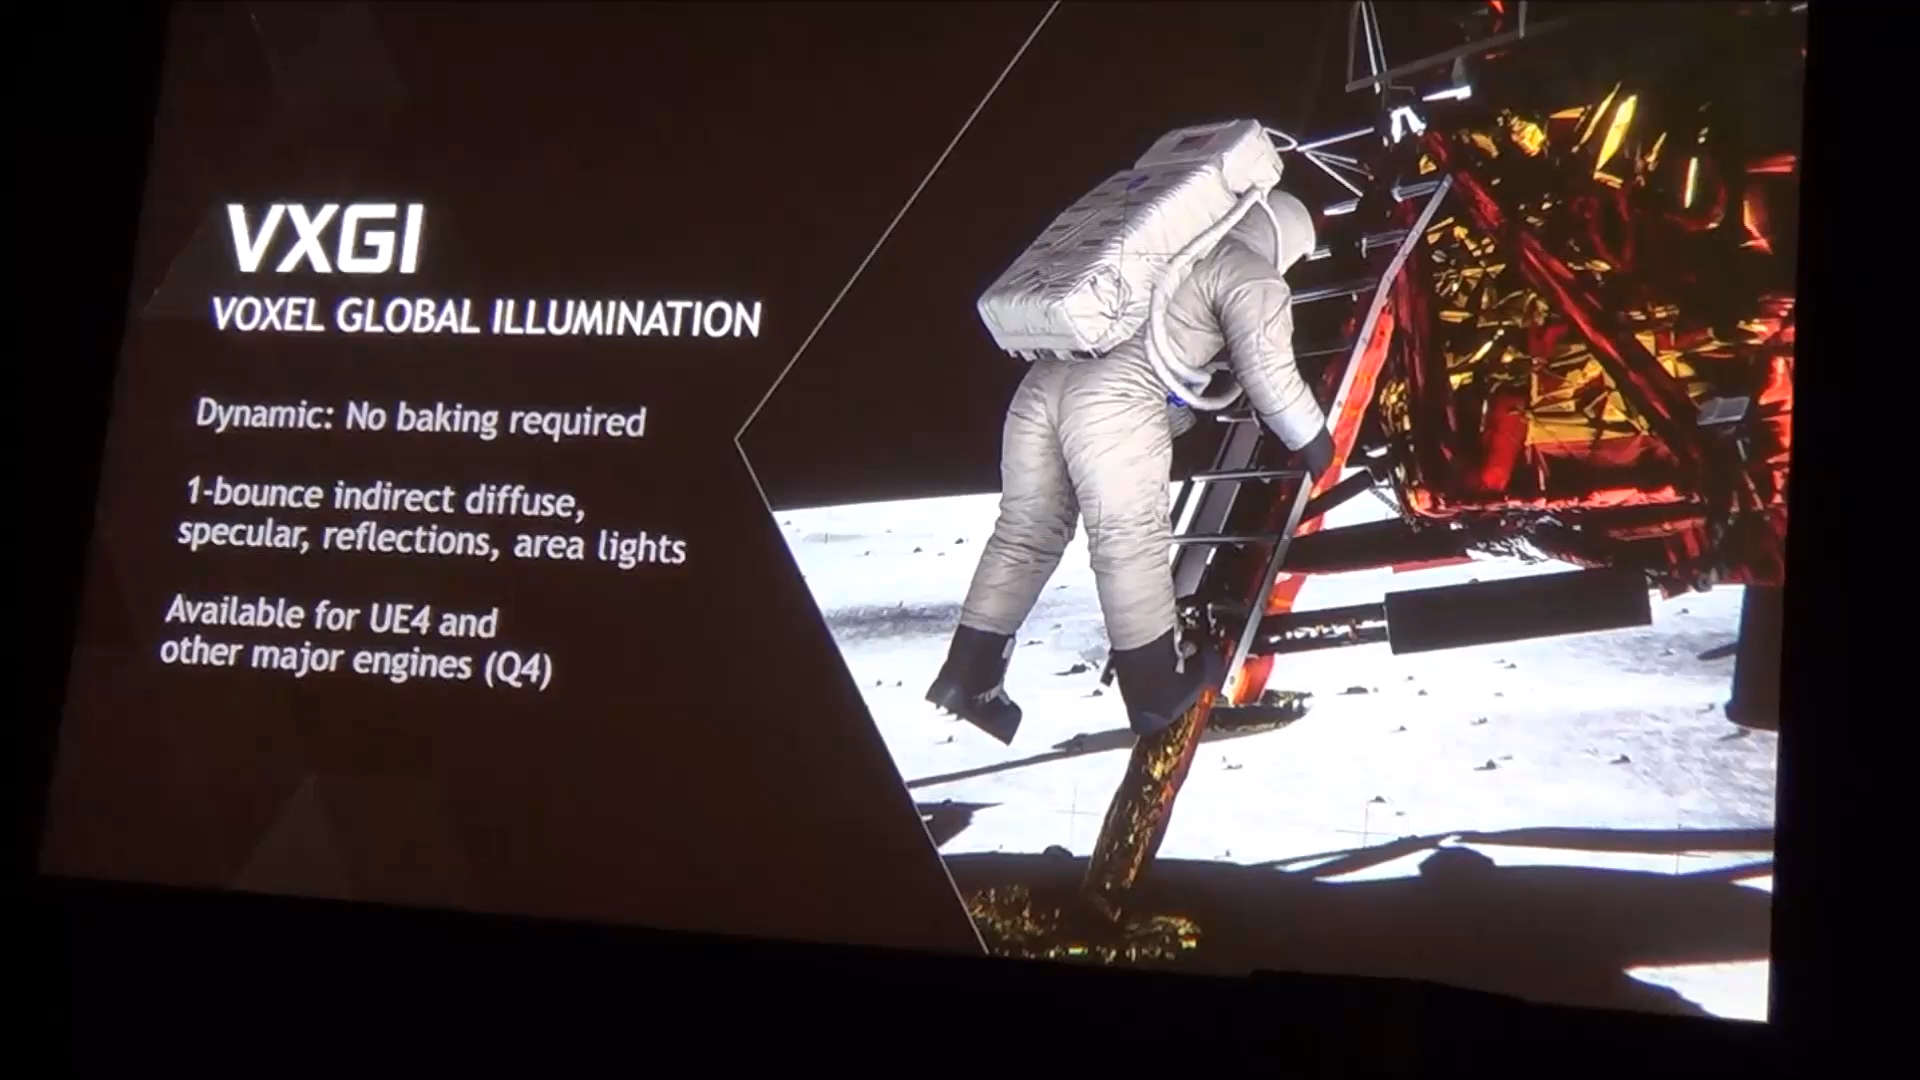 VXGI
VOXEL GLOBAL ILLUMINATION
Dynamic: No baking required
1-bounce indirect diffuse,
specular, reflections, area lights
Available for UE4 and
other major engines (Q4)